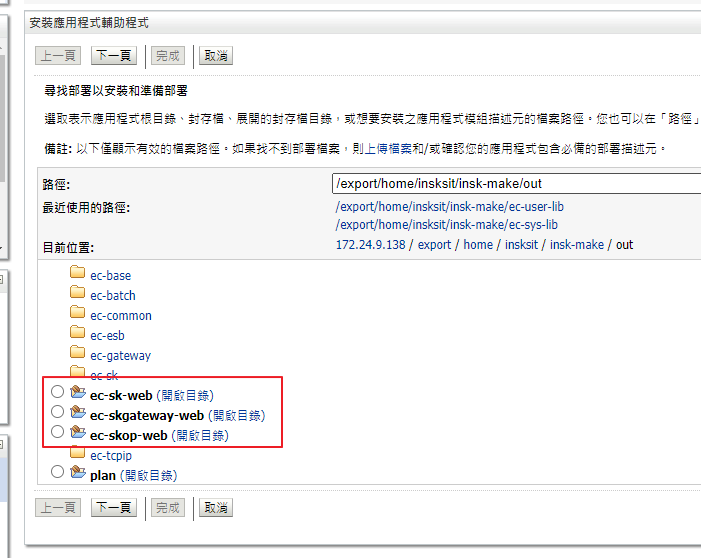 安裝應用程式輔助程式
上一頁 下一頁 完成 取消
尋找部署以安裝和準備部署
選取表示應用程式根目錄、封存檔、展開的封存檔目錄，或想要安裝之應用程式模組描述元的檔案路徑。您也可以在「路徑」
備註: 以下僅顯示有效的檔案路徑。如果找不到部署檔案，則上傳檔案和/或確認您的應用程式包含必備的部署描述元。
路徑: /export/home/insksit/insk-make/out
最近使用的路徑: /export/home/insksit/insk-make/ec-user-lib
/export/home/insksit/insk-make/ec-sys-lib
目前位置: 172.24.9.138 / export / home / insksit / insk-make / out
ec-base
ec-batch
ec-common
ec-esb
ec-gateway
ec-sk
ec-sk-web (開啟目錄)
ec-skgateway-web (開啟目錄)
ec-skop-web (開啟目錄)
ec-tcpip
plan (開啟目錄)
上一頁 下一頁 完成 取消